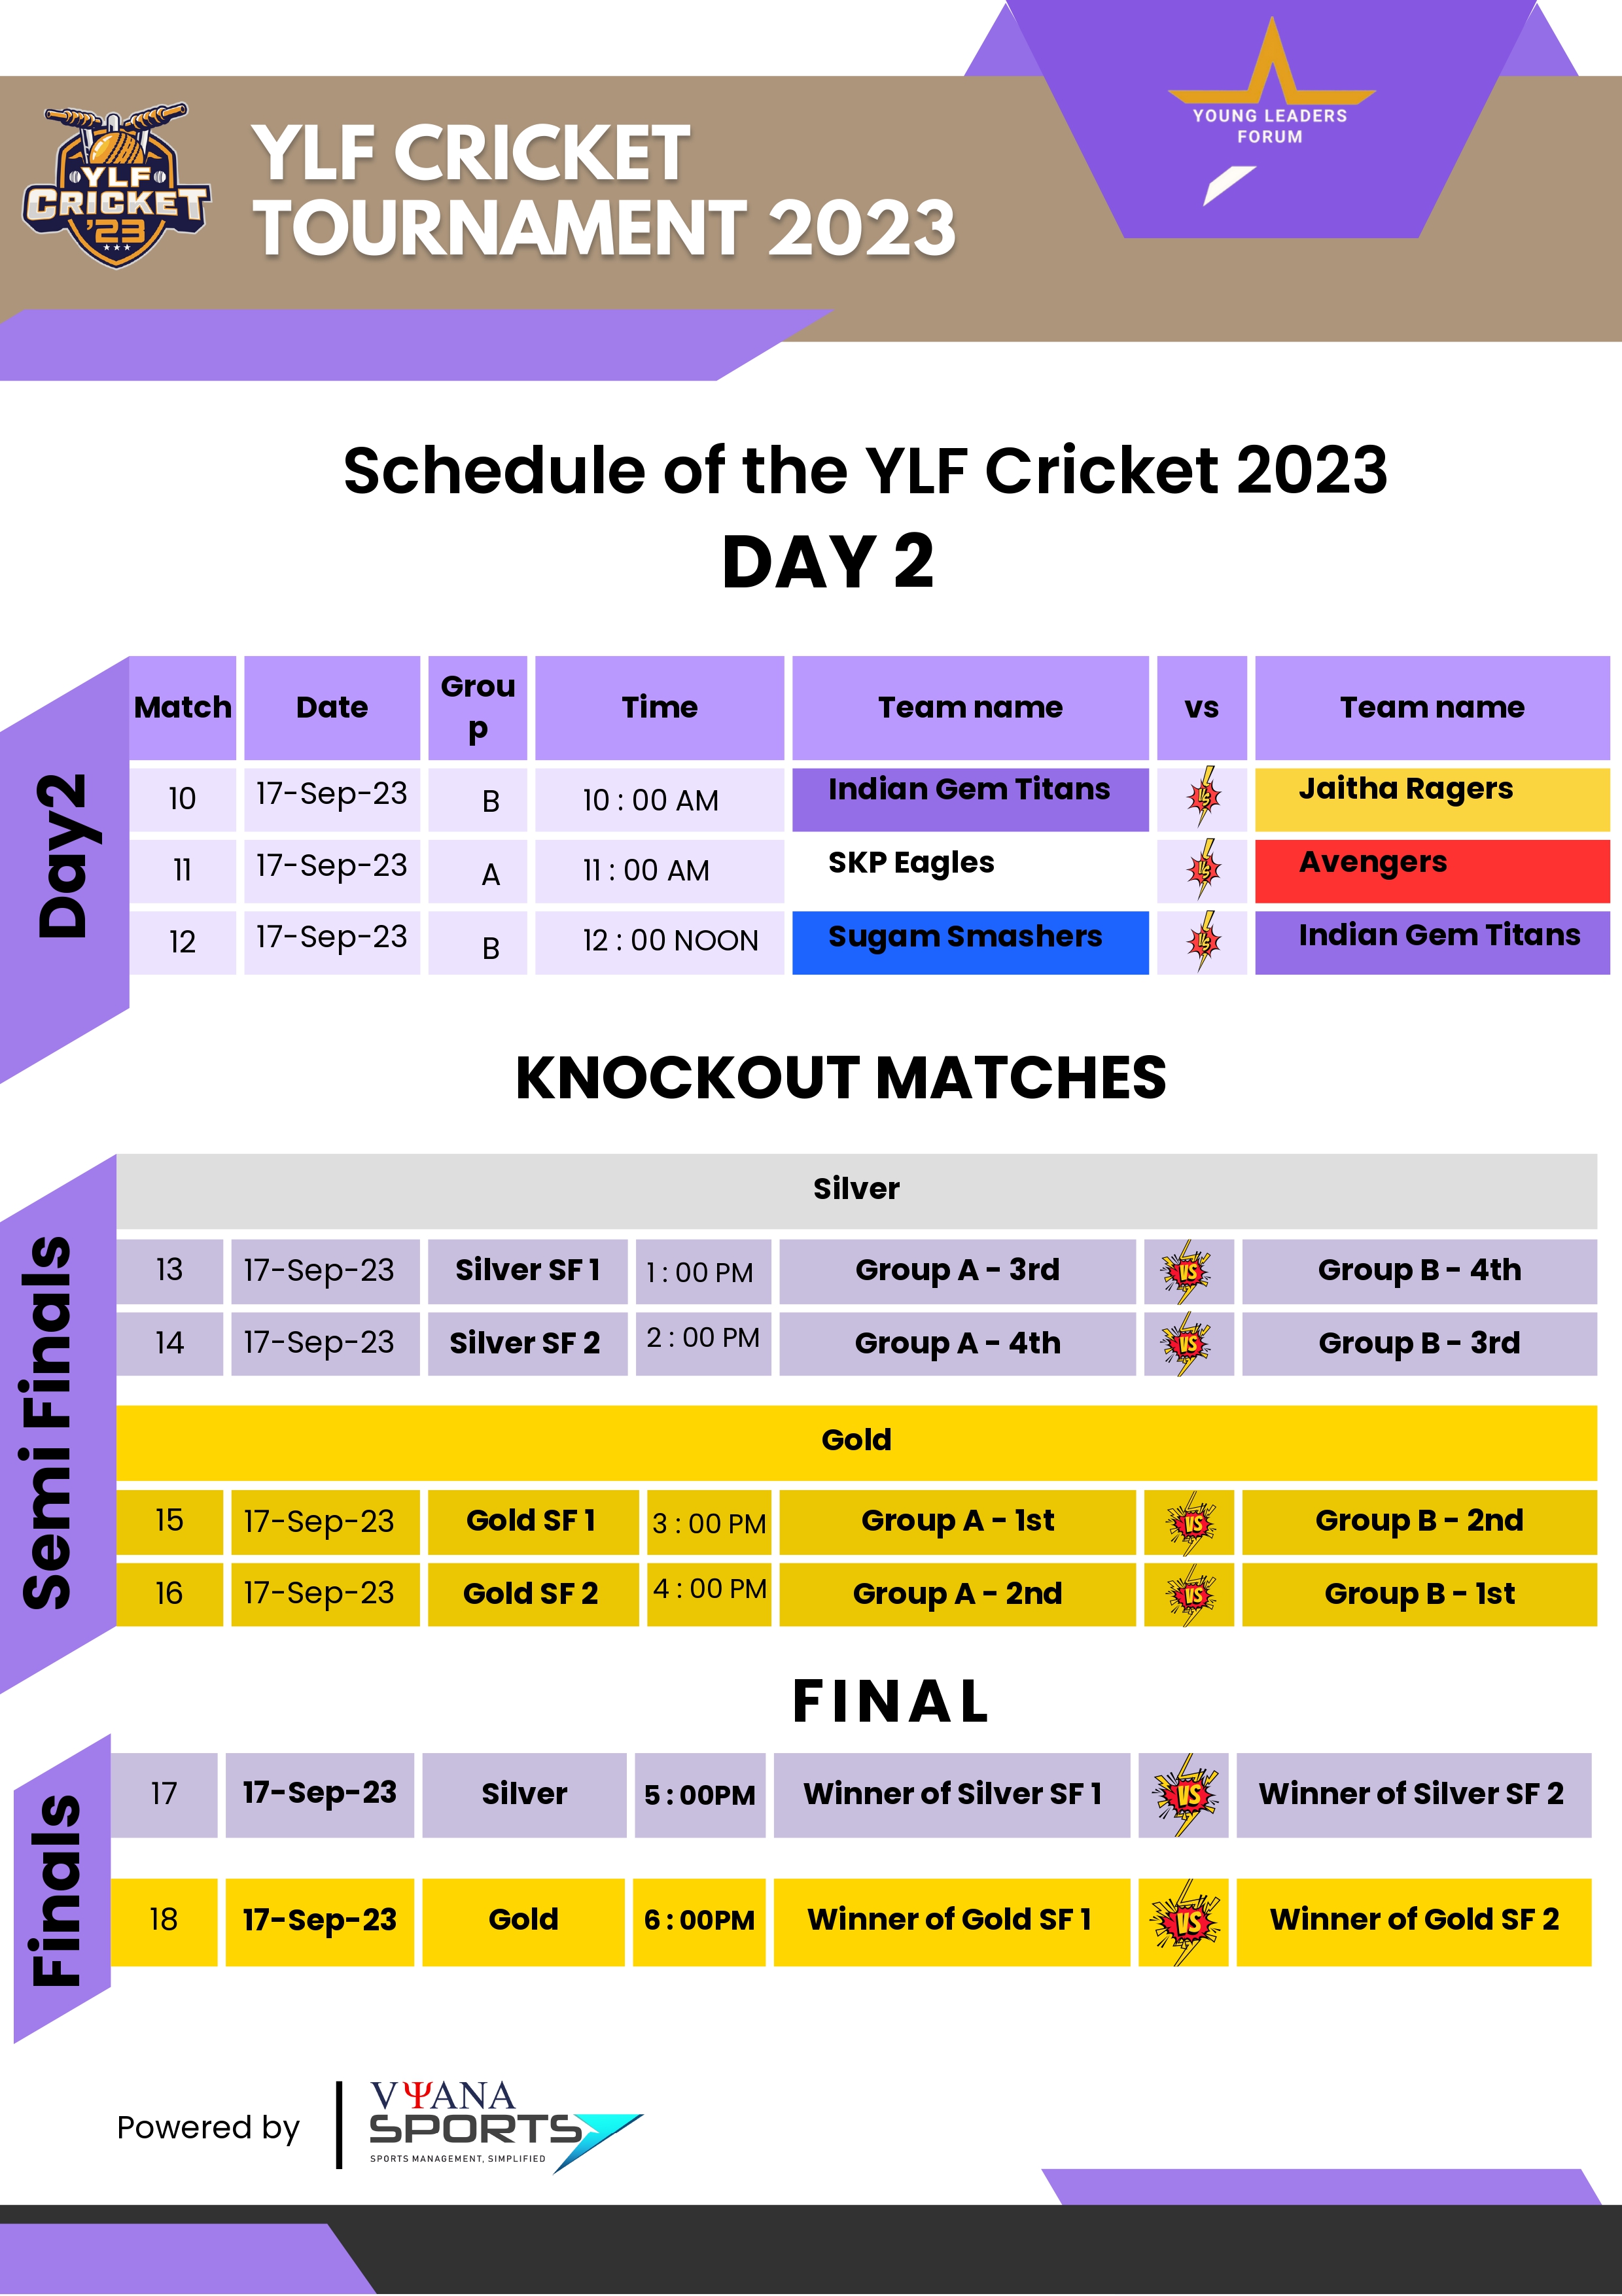 YLF
CRICKET
'23
YLF CRICKET
TOURNAMENT 2023
YOUNG LEADERS
FORUM
Schedule of the YLF Cricket 2023
DAY 2
Day2
Match Date Grou Time Team name vs Team name
p
10 17-Sep-23 B 10 : 00 AM Indian Gem Titans VS Jaitha Ragers
11 17-Sep-23 A 11 : 00 AM SKP Eagles VS Avengers
12 17-Sep-23 B 12 : 00 NOON Sugam Smashers VS Indian Gem Titans
KNOCKOUT MATCHES
Semi Finals
Silver
13 17-Sep-23 Silver SF 1 1 : 00 PM Group A - 3rd VS Group B - 4th
14 17-Sep-23 Silver SF 2 2 : 00 PM Group A - 4th VS Group B - 3rd
Gold
15 17-Sep-23 Gold SF 1 3 : 00 PM Group A - 1st VS Group B - 2nd
16 17-Sep-23 Gold SF 2 4 : 00 PM Group A - 2nd VS Group B - 1st
FINAL
Finals
17 17-Sep-23 Silver 5 : 00PM Winner of Silver SF 1 VS Winner of Silver SF 2
18 17-Sep-23 Gold 6 : 00PM Winner of Gold SF 1 VS Winner of Gold SF 2
Powered by
VΨANA
SPORTS
SPORTS MANAGEMENT, SIMPLIFIED